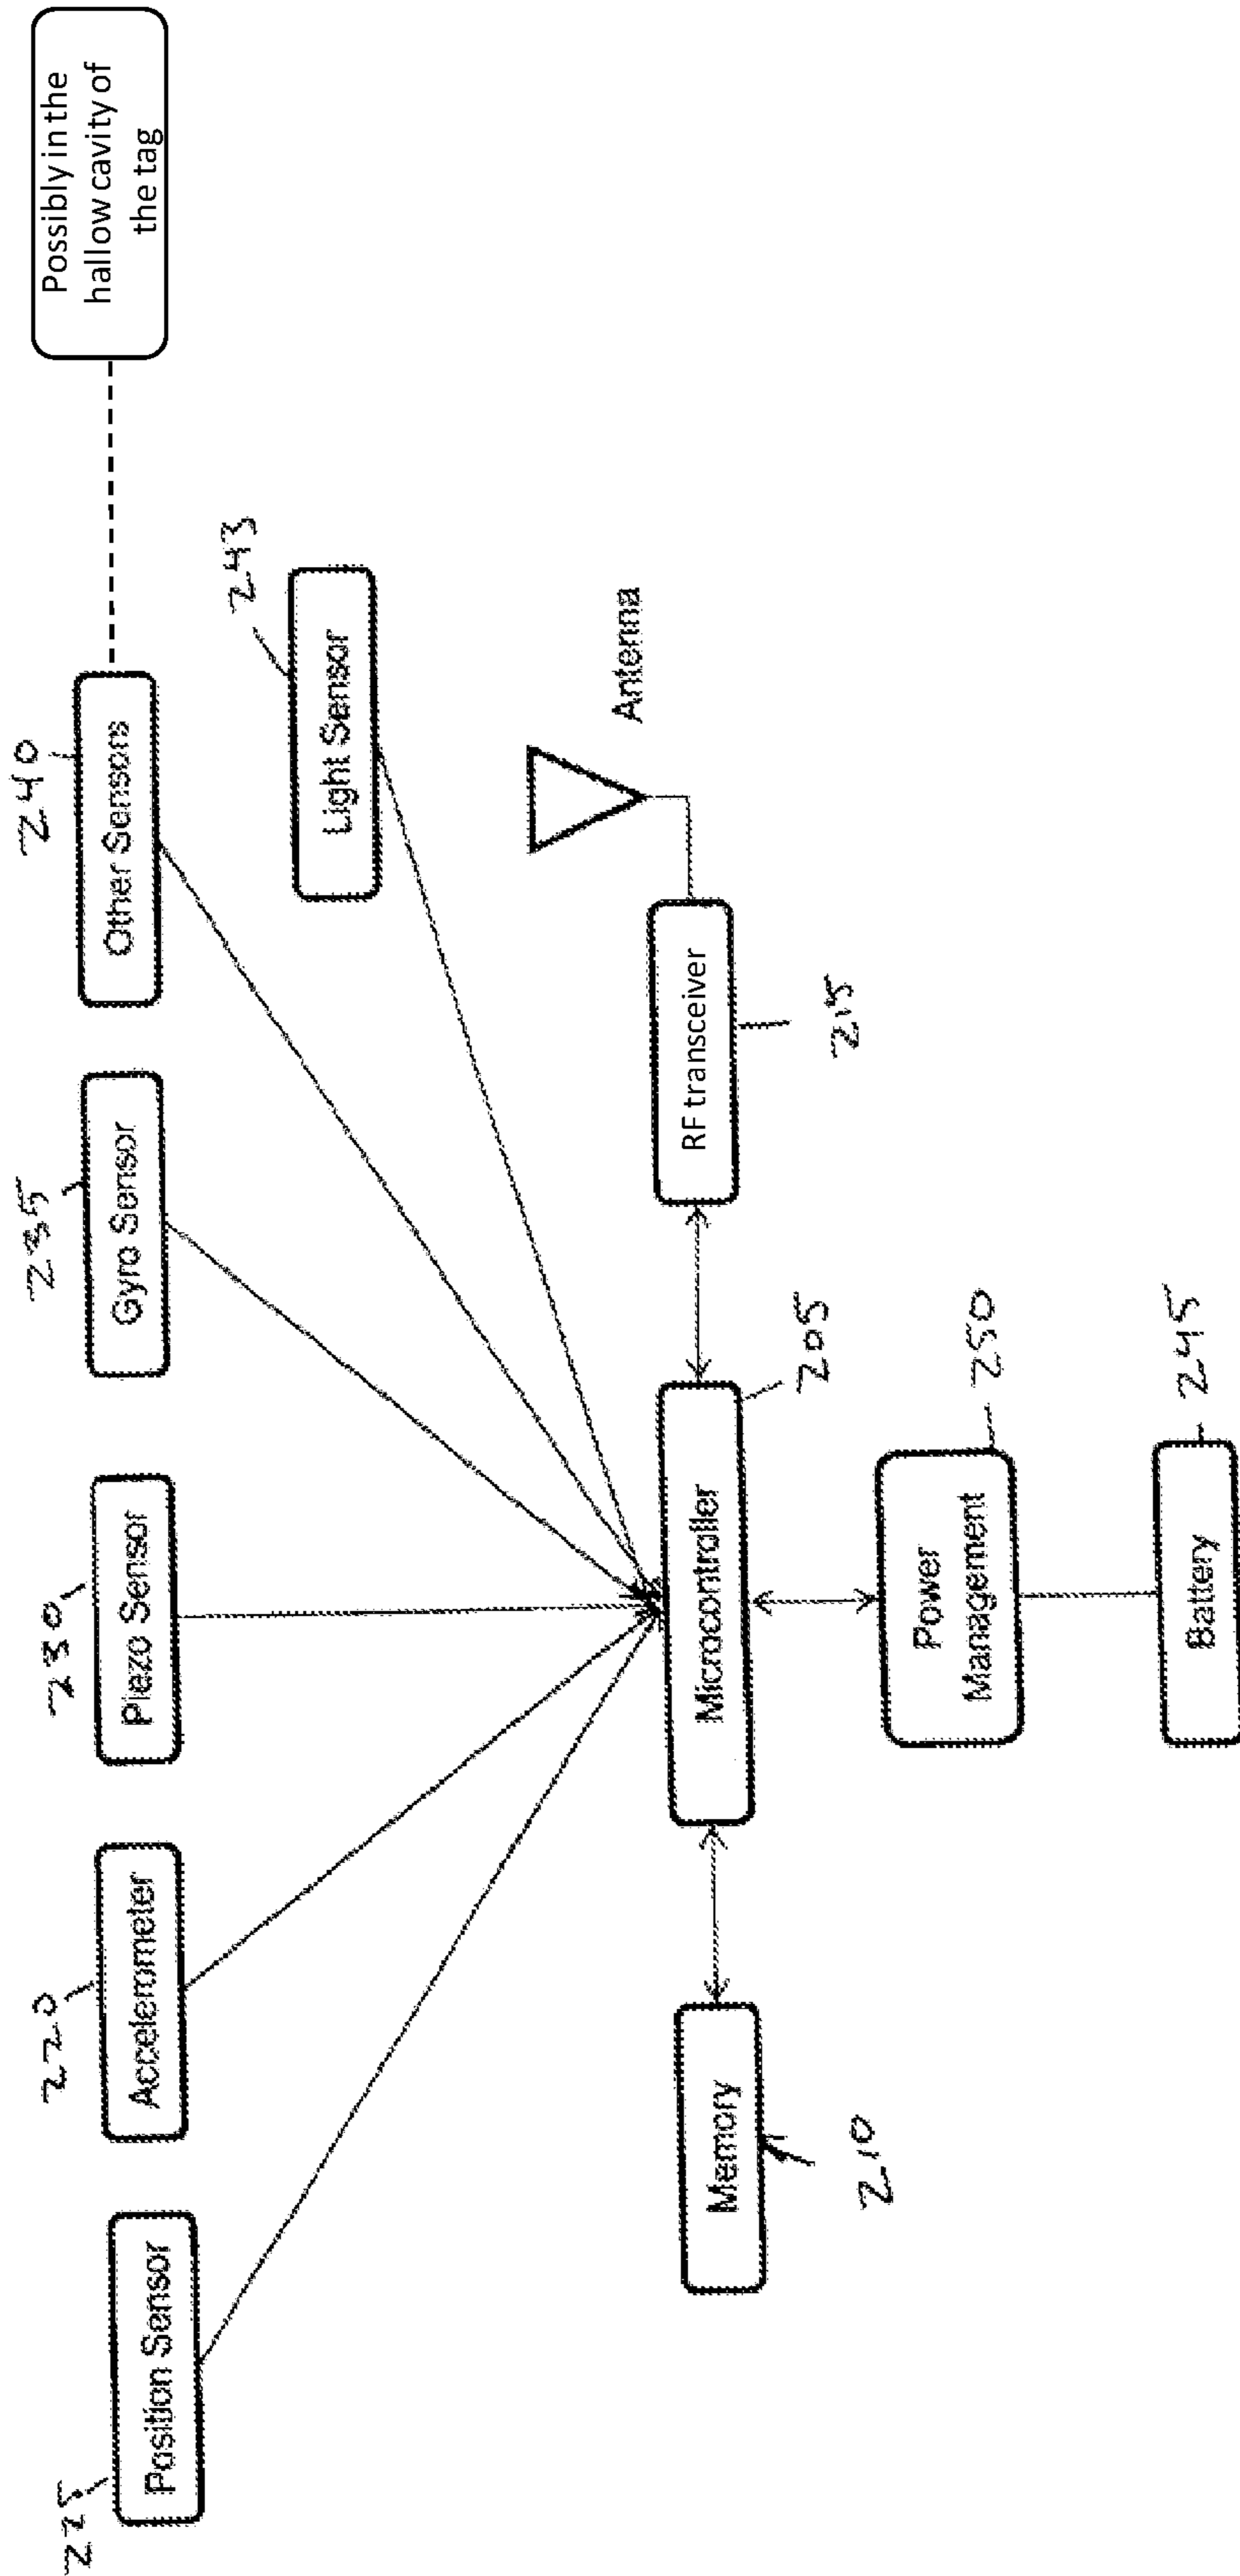 225
220
230
235
240
Position Sensor
Accelerometer
Piezo Sensor
Gyro Sensor
Other Sensors
Possibly in the
hallow cavity of
the tag
243
Light Sensor
Antenna
Memory
Microcontroller
RF transceiver
210
205
215
Power
Management
250
Battery
245